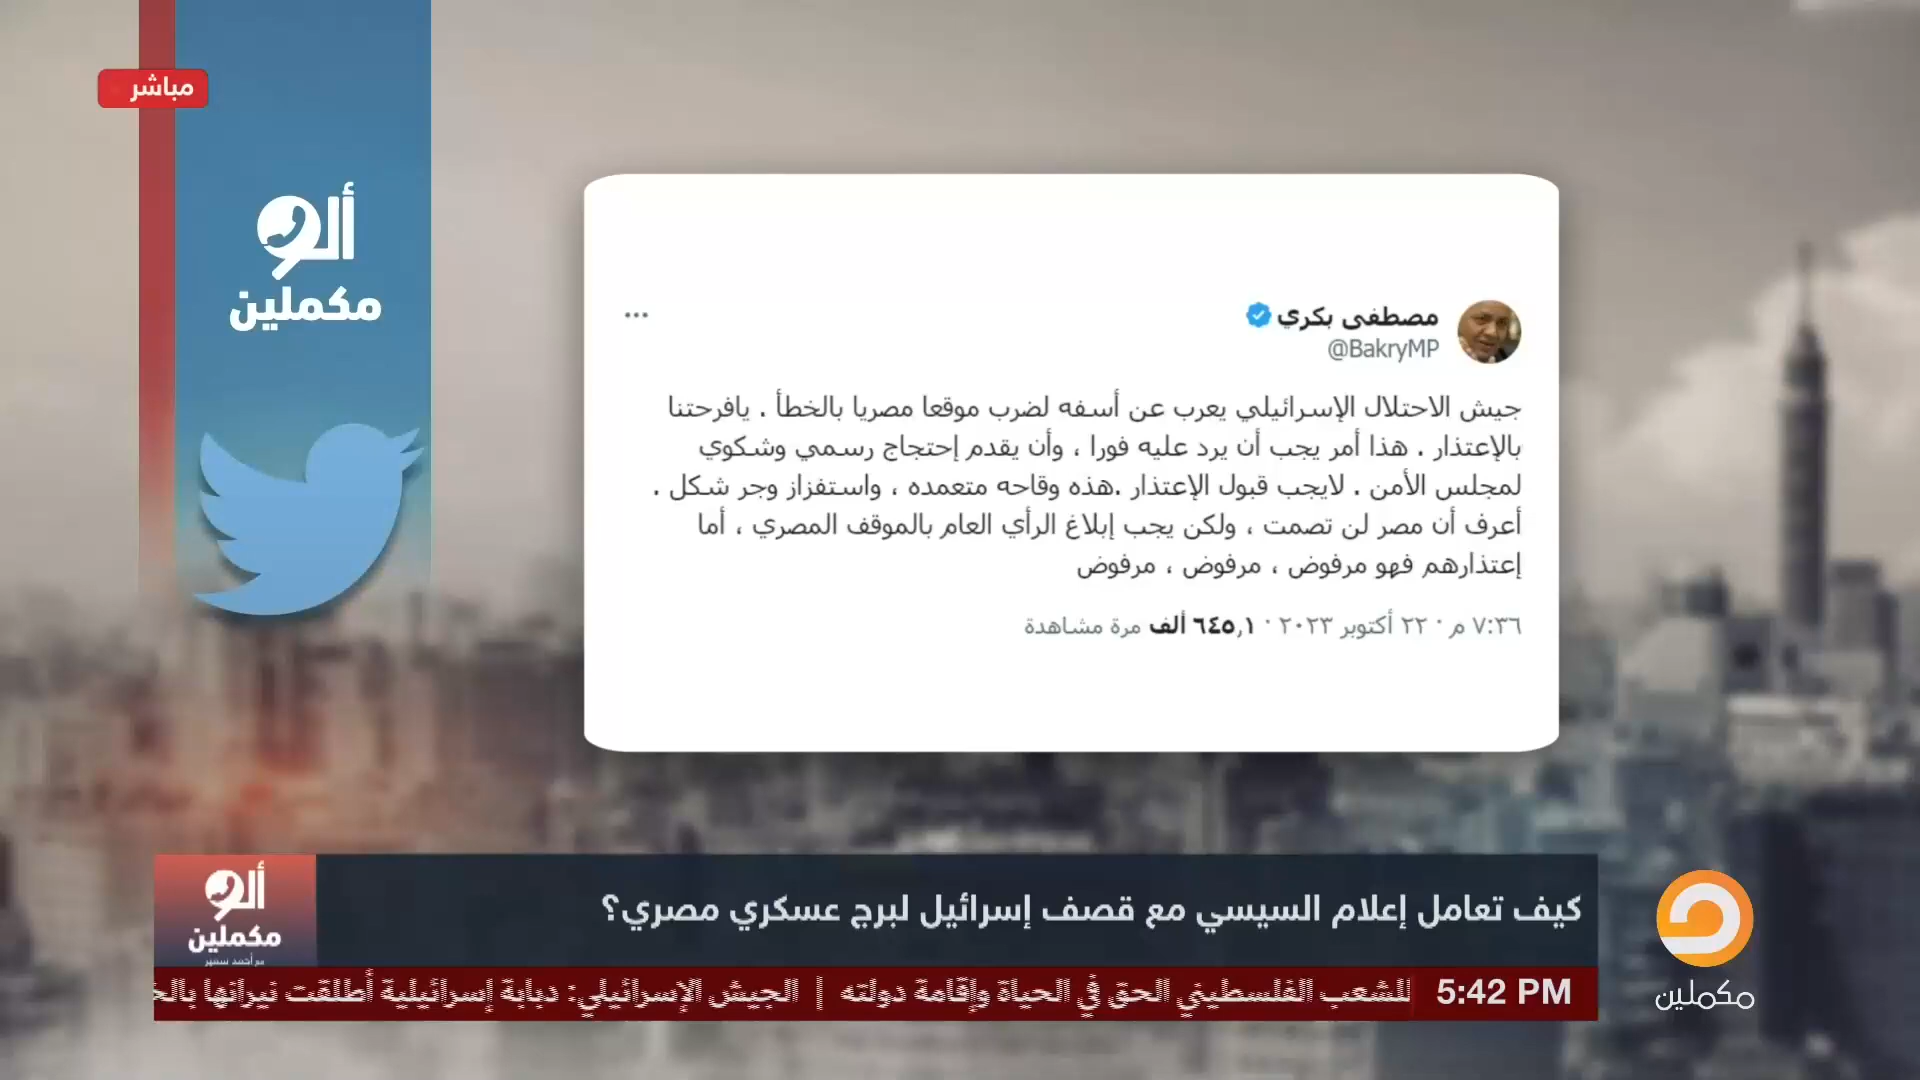 مباشر
ألو
مكملين
مصطفى بكري
@BakryMP
جيش الاحتلال الإسرائيلي يعرب عن أسفه لضرب موقعا مصريا بالخطأ . يافرحتنا
بالإعتذار . هذا أمر يجب أن يرد عليه فورا ، وأن يقدم إحتجاج رسمي وشكوي
لمجلس الأمن . لايجب قبول الإعتذار .هذه وقاحه متعمده ، واستفزاز وجر شكل .
أعرف أن مصر لن تصمت ، ولكن يجب إبلاغ الرأي العام بالموقف المصري ، أما
إعتذارهم فهو مرفوض ، مرفوض ، مرفوض
٧:٣٦ م · ٢٢ أكتوبر ٢٠٢٣ · ٦٤٥٫١ ألف مرة مشاهدة
كيف تعامل إعلام السيسي مع قصف إسرائيل لبرج عسكري مصري؟
ألو
مكملين
مع أحمد سمير
5:42 PM
للشعب الفلسطيني الحق في الحياة وإقامة دولته | الجيش الإسرائيلي: دبابة إسرائيلية أطلقت نيرانها
مكملين